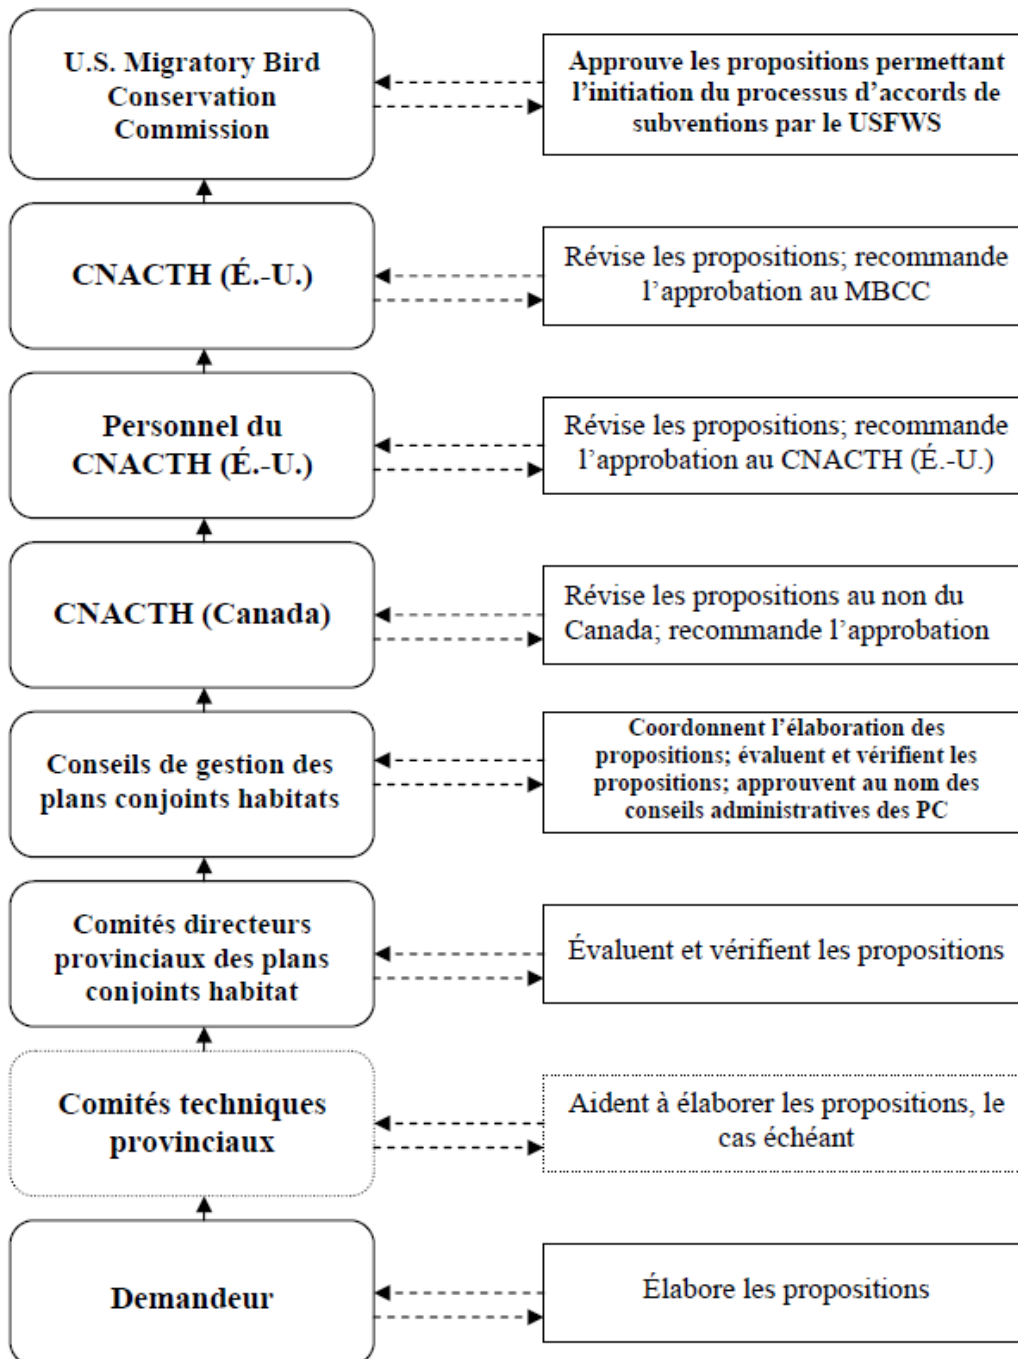 U.S. Migratory Bird
Conservation
Commission
Approuve les propositions permettant
l’initiation du processus d’accords de
subventions par le USFWS
CNACTH (É.-U.)
Révise les propositions; recommande
l’approbation au MBCC
Personnel du
CNACTH (É.-U.)
Révise les propositions; recommande
l’approbation au CNACTH (É.-U.)
CNACTH (Canada)
Révise les propositions au non du
Canada; recommande l’approbation
Conseils de gestion des
plans conjoints habitats
Coordonnent l’élaboration des
propositions; évaluent et vérifient les
propositions; approuvent au nom des
conseils administratives des PC
Comités directeurs
provinciaux des plans
conjoints habitat
Évaluent et vérifient les propositions
Comités techniques
provinciaux
Aident à élaborer les propositions, le
cas échéant
Demandeur
Élabore les propositions